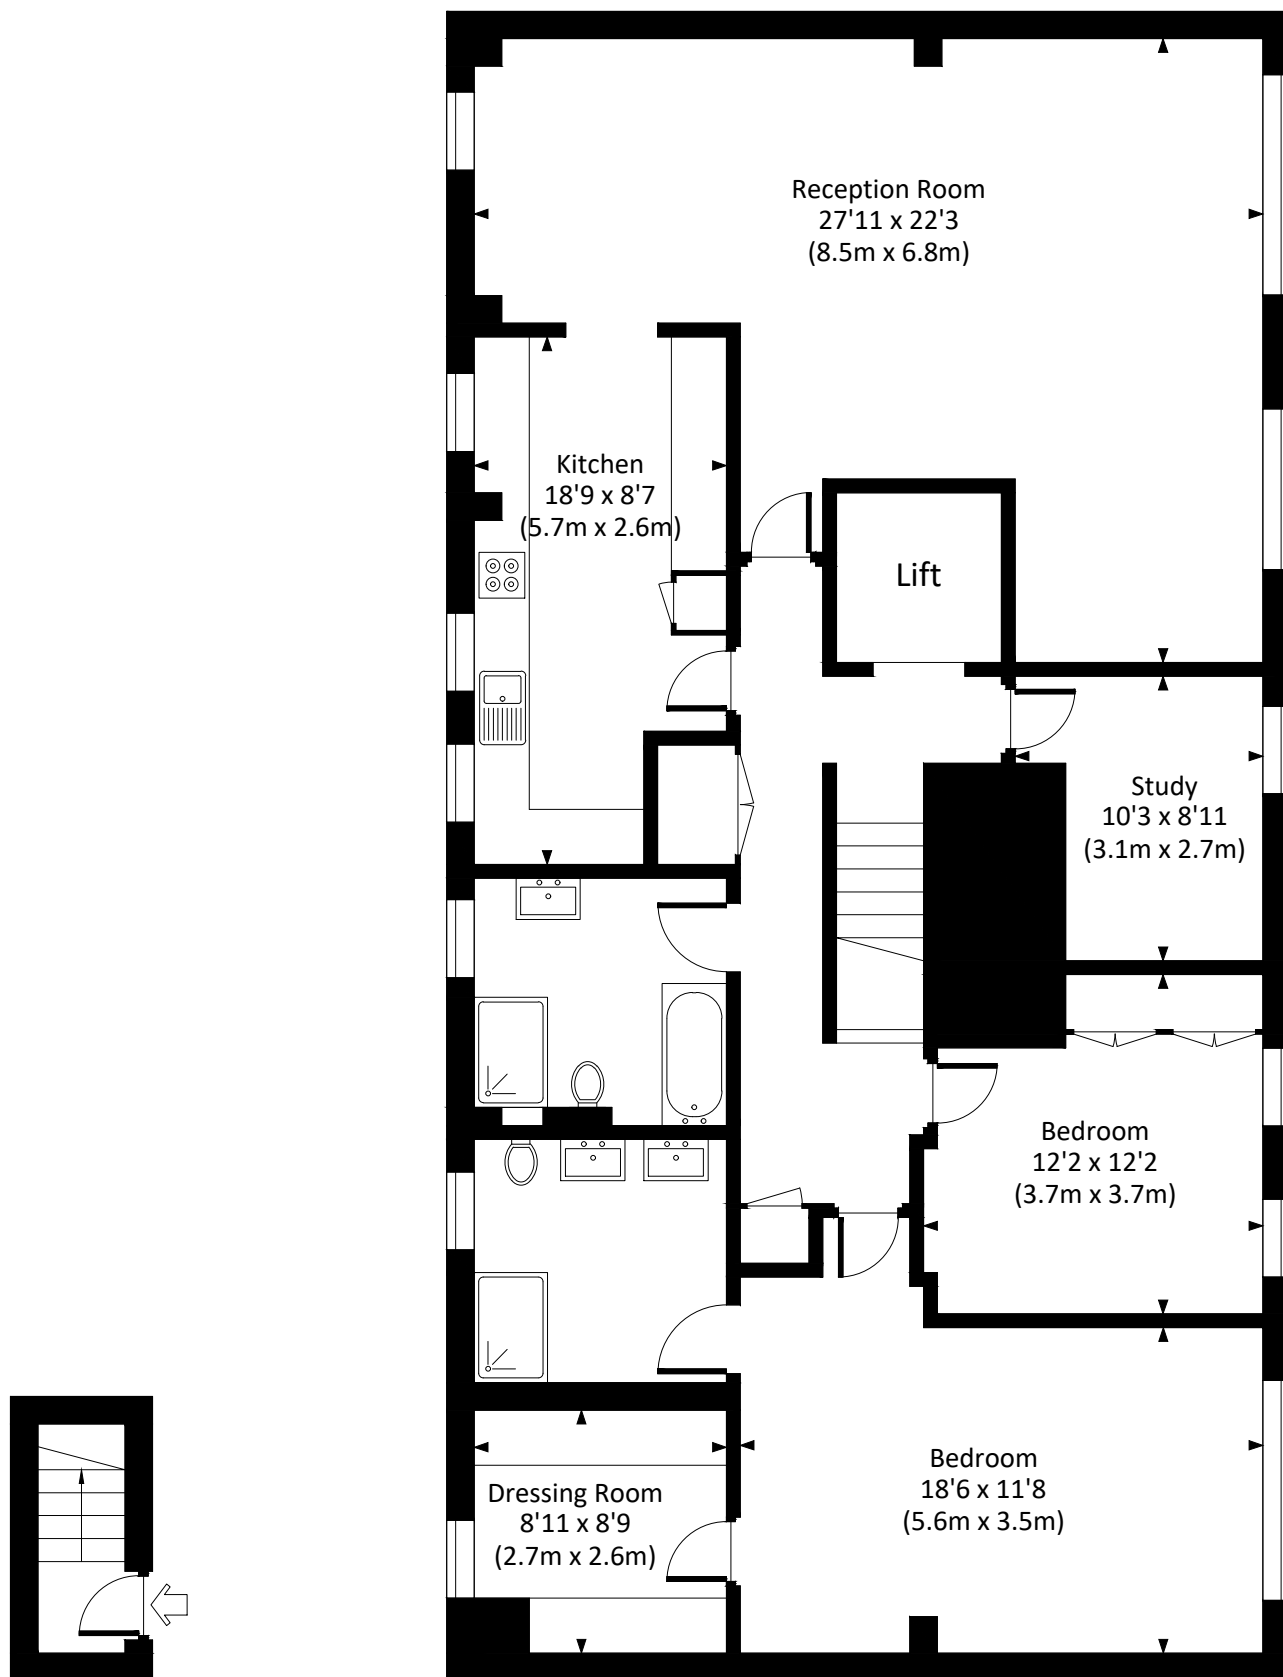 Reception Room
27'11 x 22'3
(8.5m x 6.8m)
Kitchen
18'9 x 8'7
(5.7m x 2.6m)
Lift
Study
10'3 x 8'11
(3.1m x 2.7m)
Bedroom
12'2 x 12'2
(3.7m x 3.7m)
Bedroom
18'6 x 11'8
(5.6m x 3.5m)
Dressing Room
8'11 x 8'9
(2.7m x 2.6m)